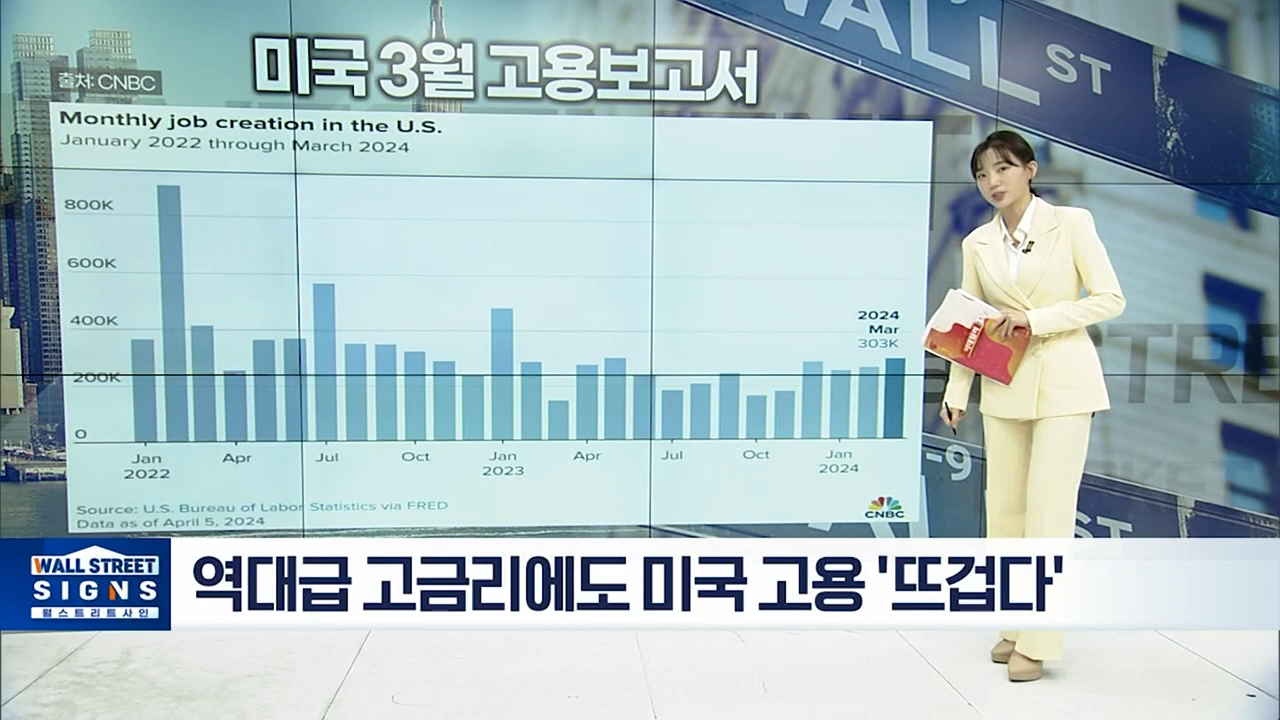 WALL
ST
미국 3월 고용보고서
출처: CNBC
Monthly job creation in the U.S.
January 2022 through March 2024
800K
600K
400K
200K
0
2024
Mar
303K
Jan Apr Jul Oct Jan Apr Jul Oct Jan
2022 2023 2024
Source: U.S. Bureau of Labor Statistics via FRED
Data as of April 5, 2024
CNBC
-9
ST
WALL STREET
SIGNS
월스트리트사인
역대급 고금리에도 미국 고용 '뜨겁다'